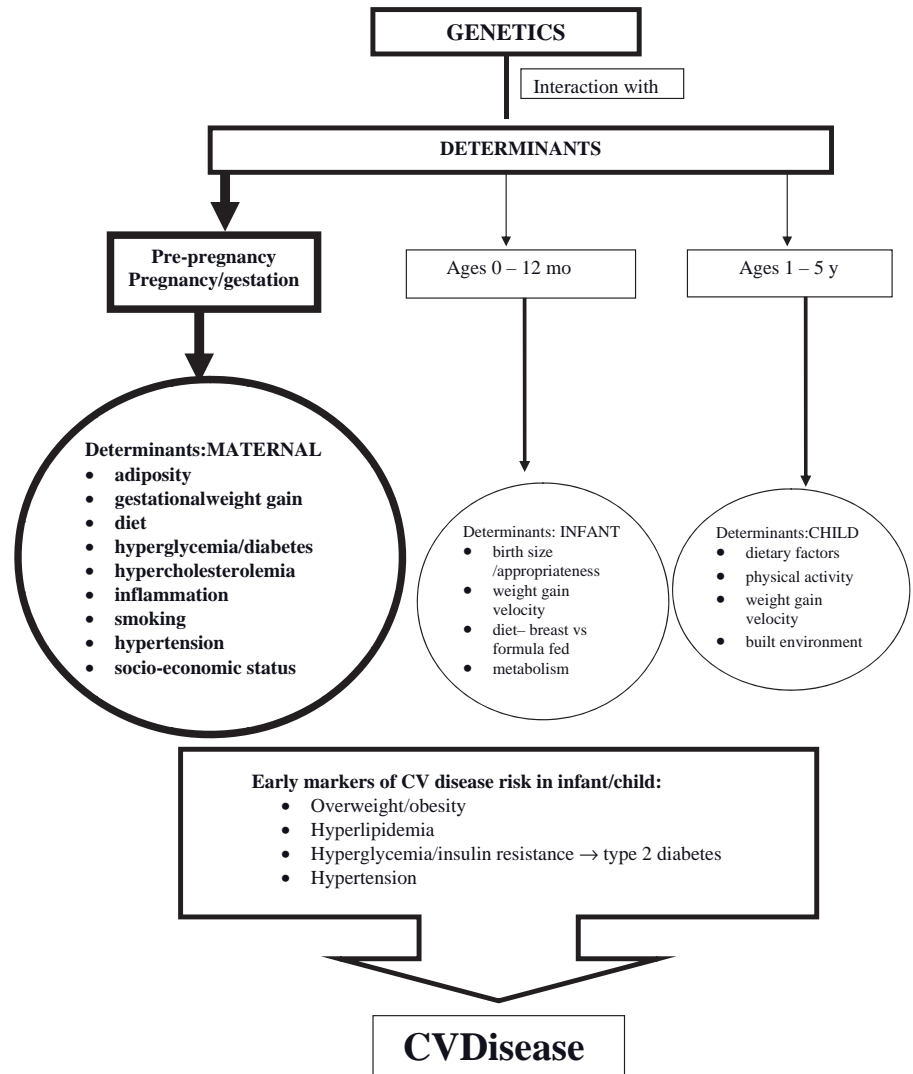 GENETICS
Interaction with
DETERMINANTS
Pre-pregnancy
Pregnancy/gestation
Ages 0 – 12 mo
Ages 1 – 5 y
Determinants:MATERNAL
• adiposity
• gestationalweight gain
• diet
• hyperglycemia/diabetes
• hypercholesterolemia
• inflammation
• smoking
• hypertension
• socio-economic status
Determinants: INFANT
• birth size
/appropriateness
• weight gain
velocity
• diet– breast vs
formula fed
• metabolism
Determinants:CHILD
• dietary factors
• physical activity
• weight gain
velocity
• built environment
Early markers of CV disease risk in infant/child:
• Overweight/obesity
• Hyperlipidemia
• Hyperglycemia/insulin resistance → type 2 diabetes
• Hypertension
CVDisease